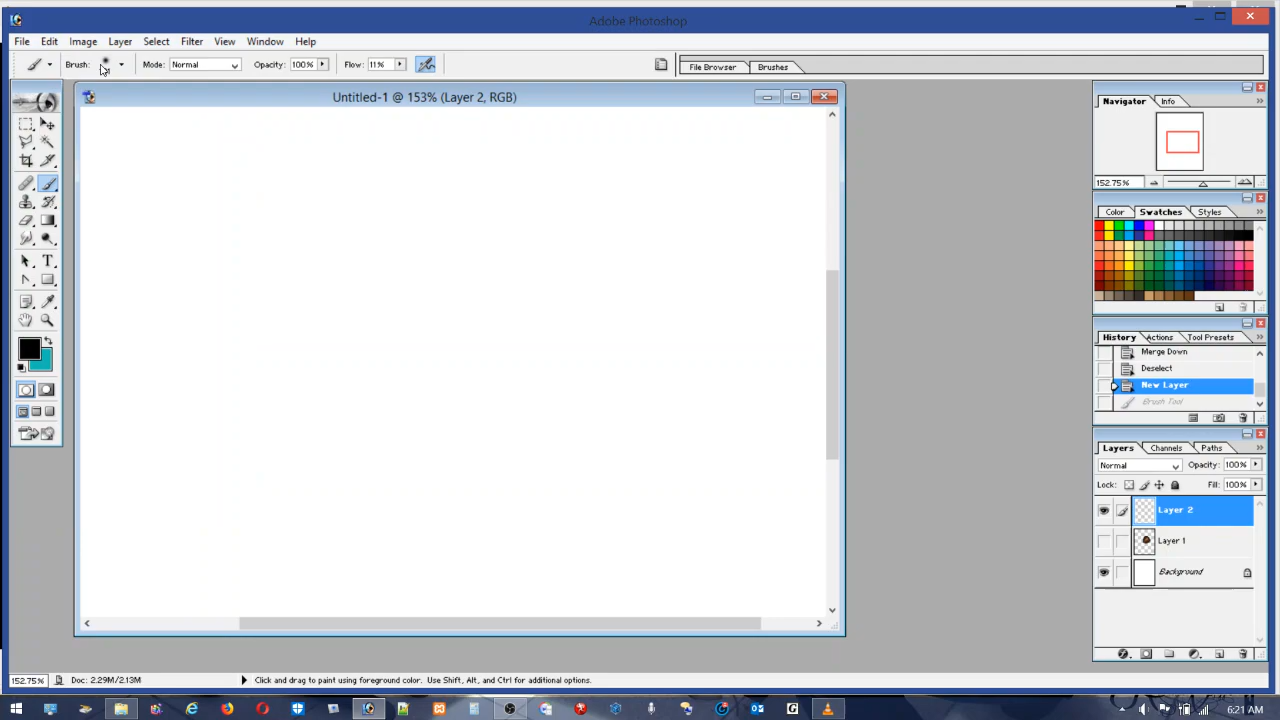 Adobe Photoshop
File Edit Image Layer Select Filter View Window Help
Brush: Mode: Normal Opacity: 100% Flow: 11% File Browser Brushes
Untitled-1 @ 153% (Layer 2, RGB)
Navigator Info
152.75%
Color Swatches Styles
History Actions Tool Presets
Merge Down
Deselect
New Layer
Brush Tool
Layers Channels Paths
Normal Opacity: 100%
Lock: Fill: 100%
Layer 2
Layer 1
Background
152.75% Doc: 2.29M/2.13M Click and drag to paint using foreground color. Use Shift, Alt, and Ctrl for additional options.
6:21 AM